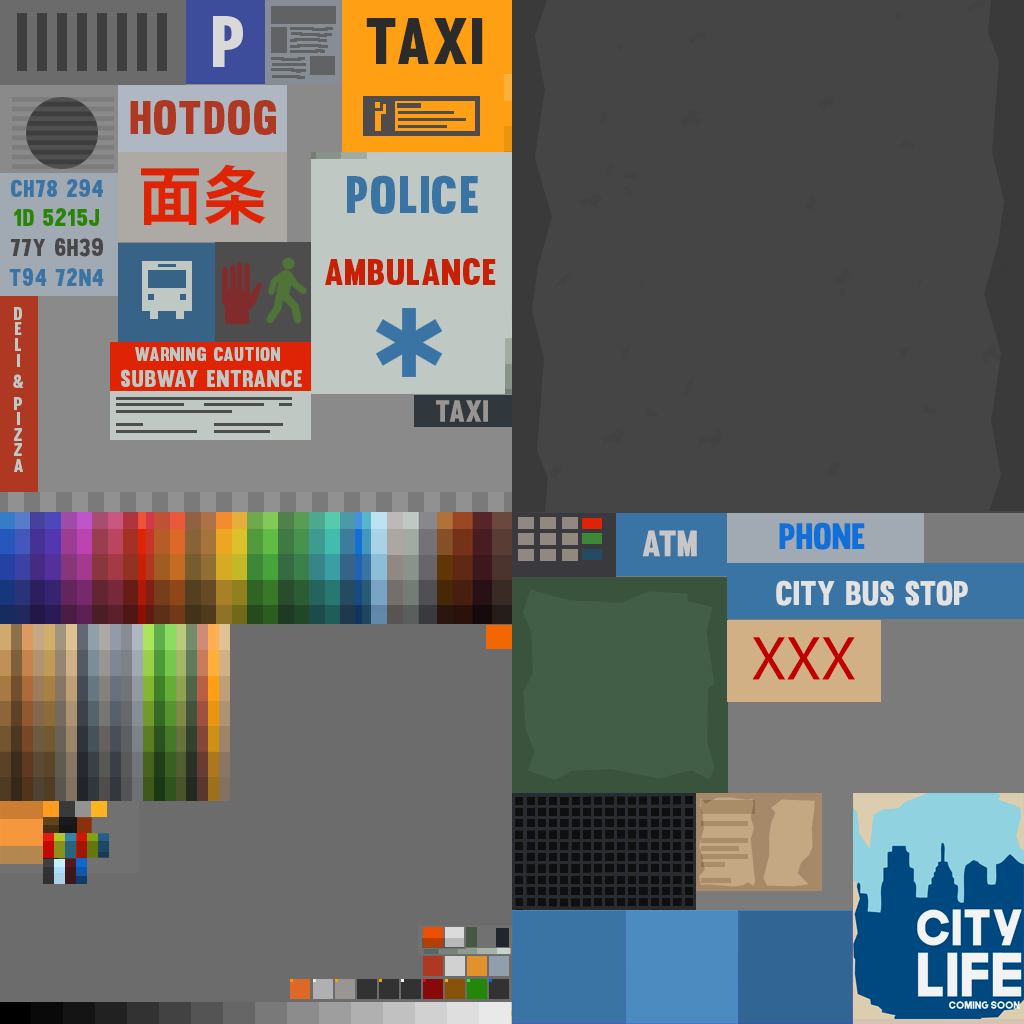 P
TAXI
HOTDOG
面条
CH78 294
1D 5215J
77Y 6H39
T94 72N4
POLICE
AMBULANCE
WARNING CAUTION
SUBWAY ENTRANCE
TAXI
DELI & PIZZA
ATM
PHONE
CITY BUS STOP
XXX
CITY
LIFE
COMING SOON